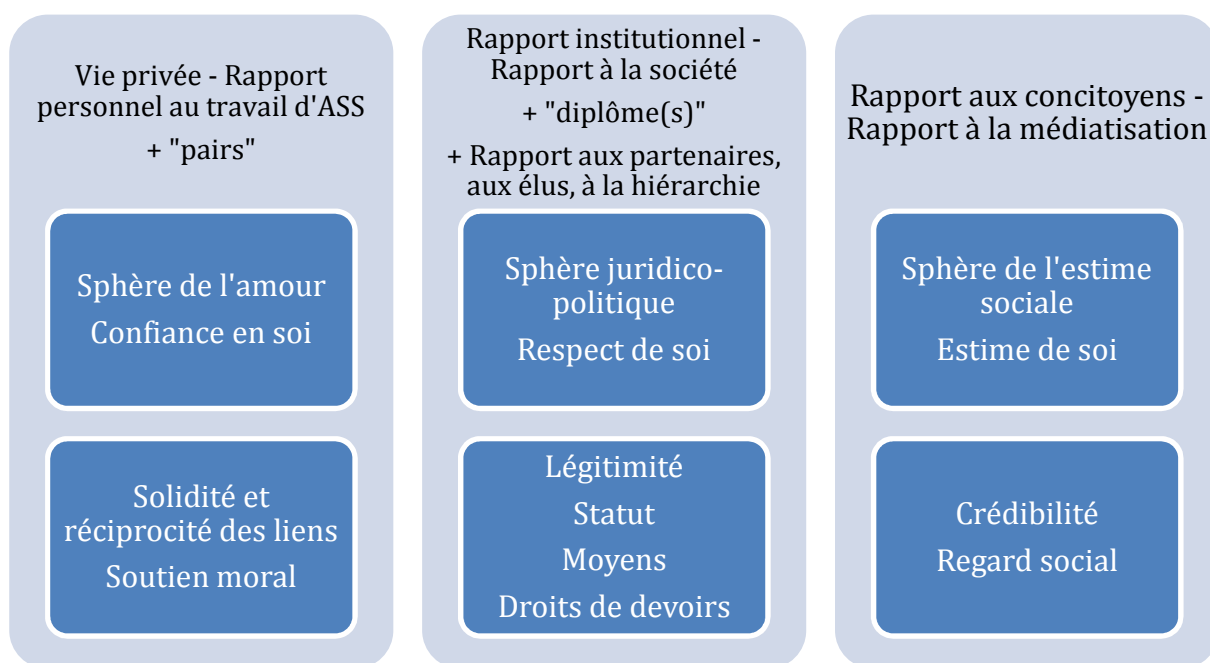 Vie privée - Rapport
personnel au travail d'ASS
+ "pairs"
Sphère de l'amour
Confiance en soi
Solidité et
réciprocité des liens
Soutien moral
Rapport institutionnel -
Rapport à la société
+ "diplôme(s)"
+ Rapport aux partenaires,
aux élus, à la hiérarchie
Sphère juridico-
politique
Respect de soi
Légitimité
Statut
Moyens
Droits de devoirs
Rapport aux concitoyens -
Rapport à la médiatisation
Sphère de l'estime
sociale
Estime de soi
Crédibilité
Regard social